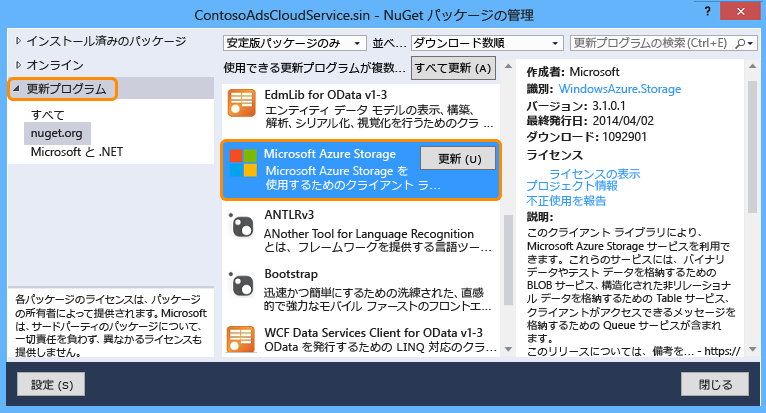 ContosoAdsCloudService.sin - NuGet パッケージの管理
? ×
インストール済みのパッケージ
オンライン
更新プログラム
すべて
nuget.org
Microsoft と .NET
各パッケージのライセンスは、パッケージ
の所有者によって提供されます。Microsoft
は、サードパーティのパッケージについて、
一切責任を負わず、異なるライセンスも
提供しません。
安定版パッケージのみ
並べ...
ダウンロード数順
更新プログラムの検索(Ctrl+E)
使用できる更新プログラムが複数...
すべて更新 (A)
EdmLib for OData v1-3
エンティティ データ モデルの表示、構築、
解析、シリアル化、視覚化を行うためのクラ ...
Microsoft Azure Storage
更新 (U)
Microsoft Azure Storage を
使用するためのクライアント ラ...
ANTLRv3
ANother Tool for Language Recognition
とは、フレームワークを提供する言語ツー...
Bootstrap
迅速かつ簡単にするための洗練された、直感
的で強力なモバイル ファーストのフロントエ...
WCF Data Services Client for OData v1-3
OData を発行するための LINQ 対応のクラ...
作成者: Microsoft
識別: WindowsAzure.Storage
バージョン: 3.1.0.1
最終発行日: 2014/04/02
ダウンロード: 1092901
ライセンス
ライセンスの表示
プロジェクト情報
不正使用を報告
説明:
このクライアント ライブラリにより、
Microsoft Azure Storage サービスを利用で
きます。これらのサービスには、バイナリ
データやテスト データを格納するための
BLOB サービス、構造化された非リレーショナ
ル データを格納するための Table サービス、
クライアントがアクセスできるメッセージを
格納するための Queue サービスが含まれ
ます。
このリリースについては、備考を... - https://
設定 (S)
閉じる